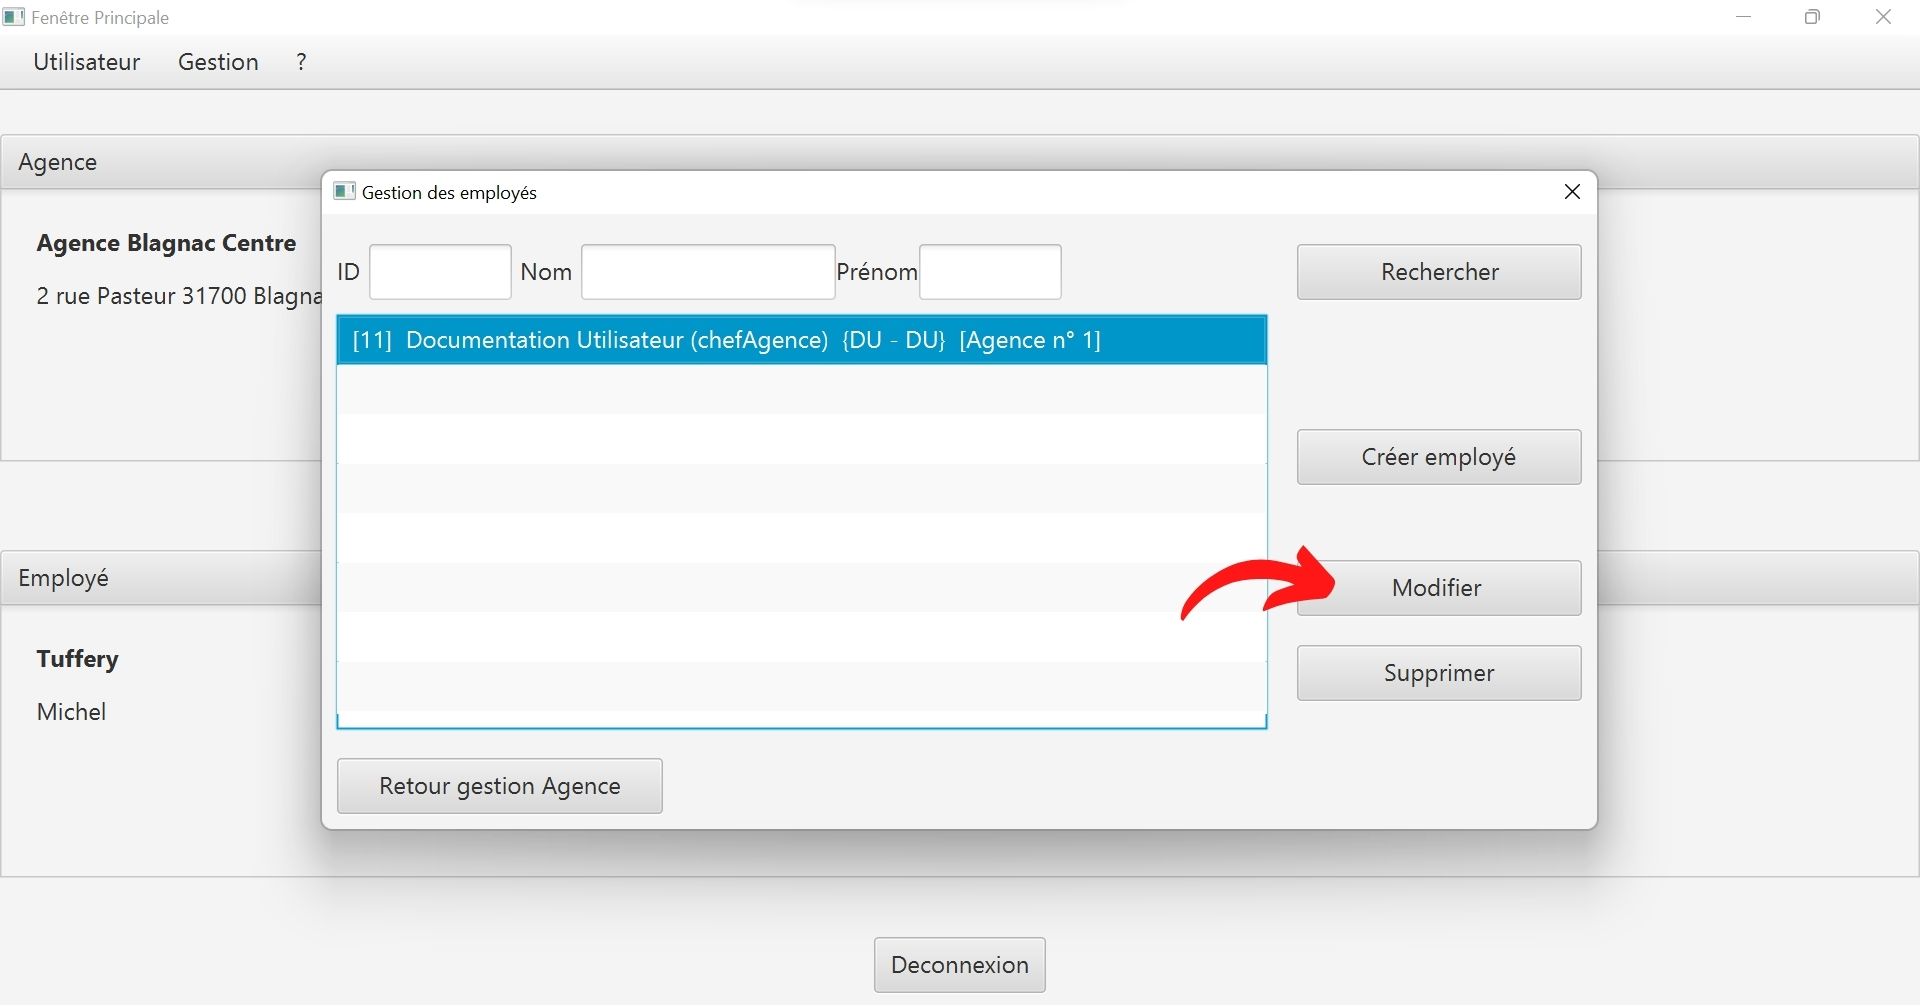 Fenêtre Principale
Utilisateur Gestion ?
Agence
Agence Blagnac Centre
2 rue Pasteur 31700 Blagna
Gestion des employés
ID Nom Prénom Rechercher
[11] Documentation Utilisateur (chefAgence) {DU - DU} [Agence n° 1]
Créer employé
Modifier
Supprimer
Retour gestion Agence
Employé
Tuffery
Michel
Deconnexion